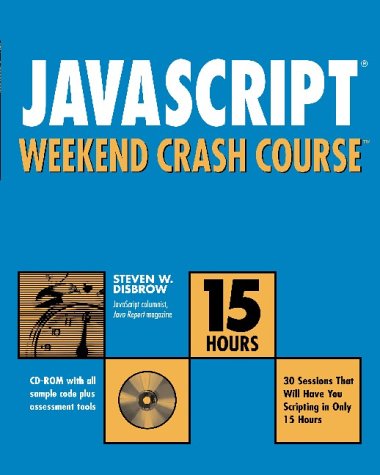 JAVASCRIPT®
WEEKEND CRASH COURSE™
STEVEN W.
DISBROW
JavaScript columnist,
Java Report magazine
15
HOURS
CD-ROM with all
sample code plus
assessment tools
30 Sessions That
Will Have You
Scripting in Only
15 Hours